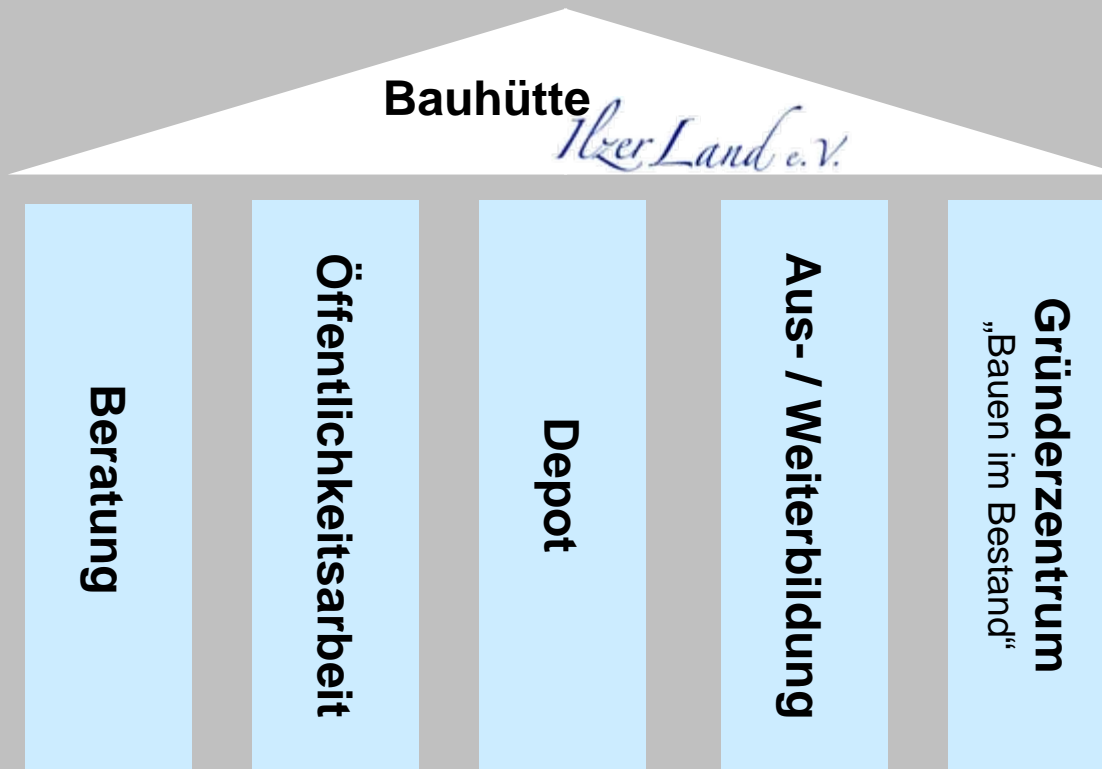 Bauhütte
Ilzer Land e.V.
Beratung
Öffentlichkeitsarbeit
Depot
Aus- / Weiterbildung
Gründerzentrum
„Bauen im Bestand“